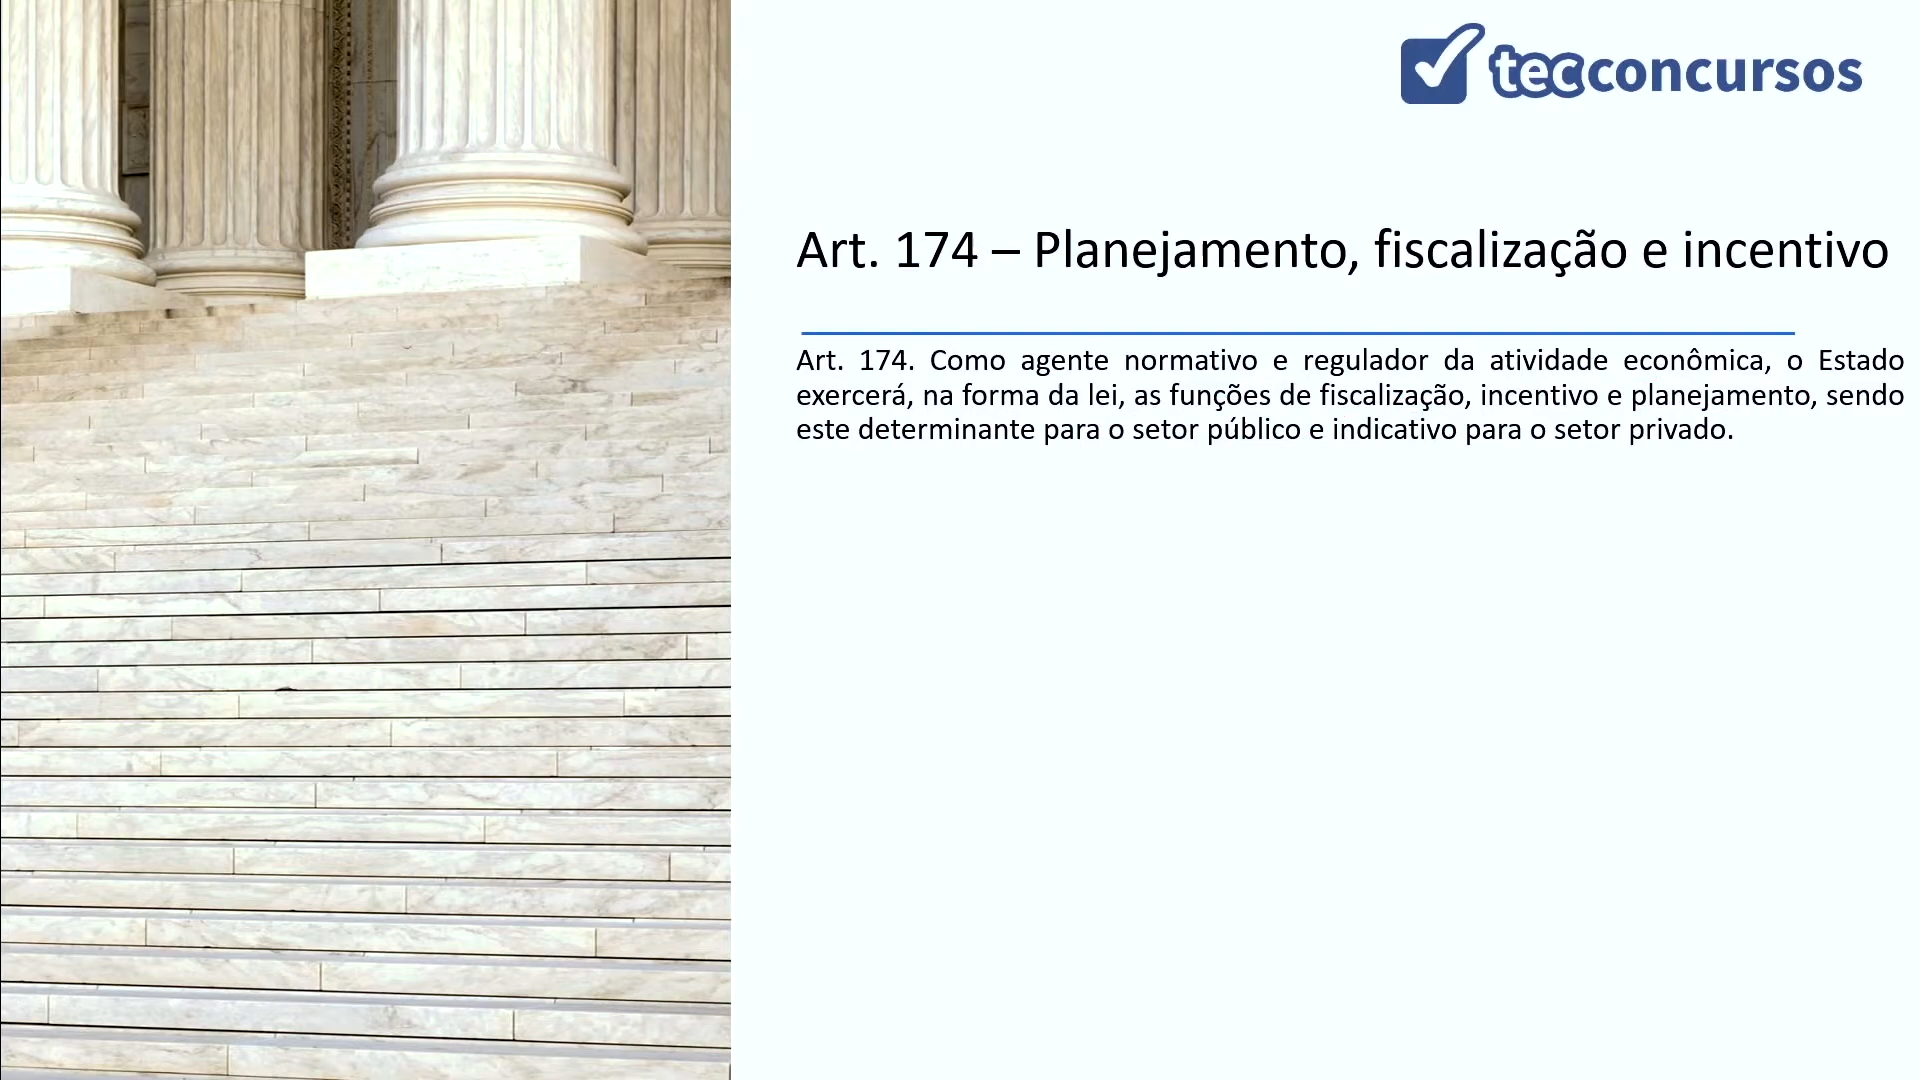 tecconcursos
Art. 174 – Planejamento, fiscalização e incentivo
Art. 174. Como agente normativo e regulador da atividade econômica, o Estado
exercerá, na forma da lei, as funções de fiscalização, incentivo e planejamento, sendo
este determinante para o setor público e indicativo para o setor privado.